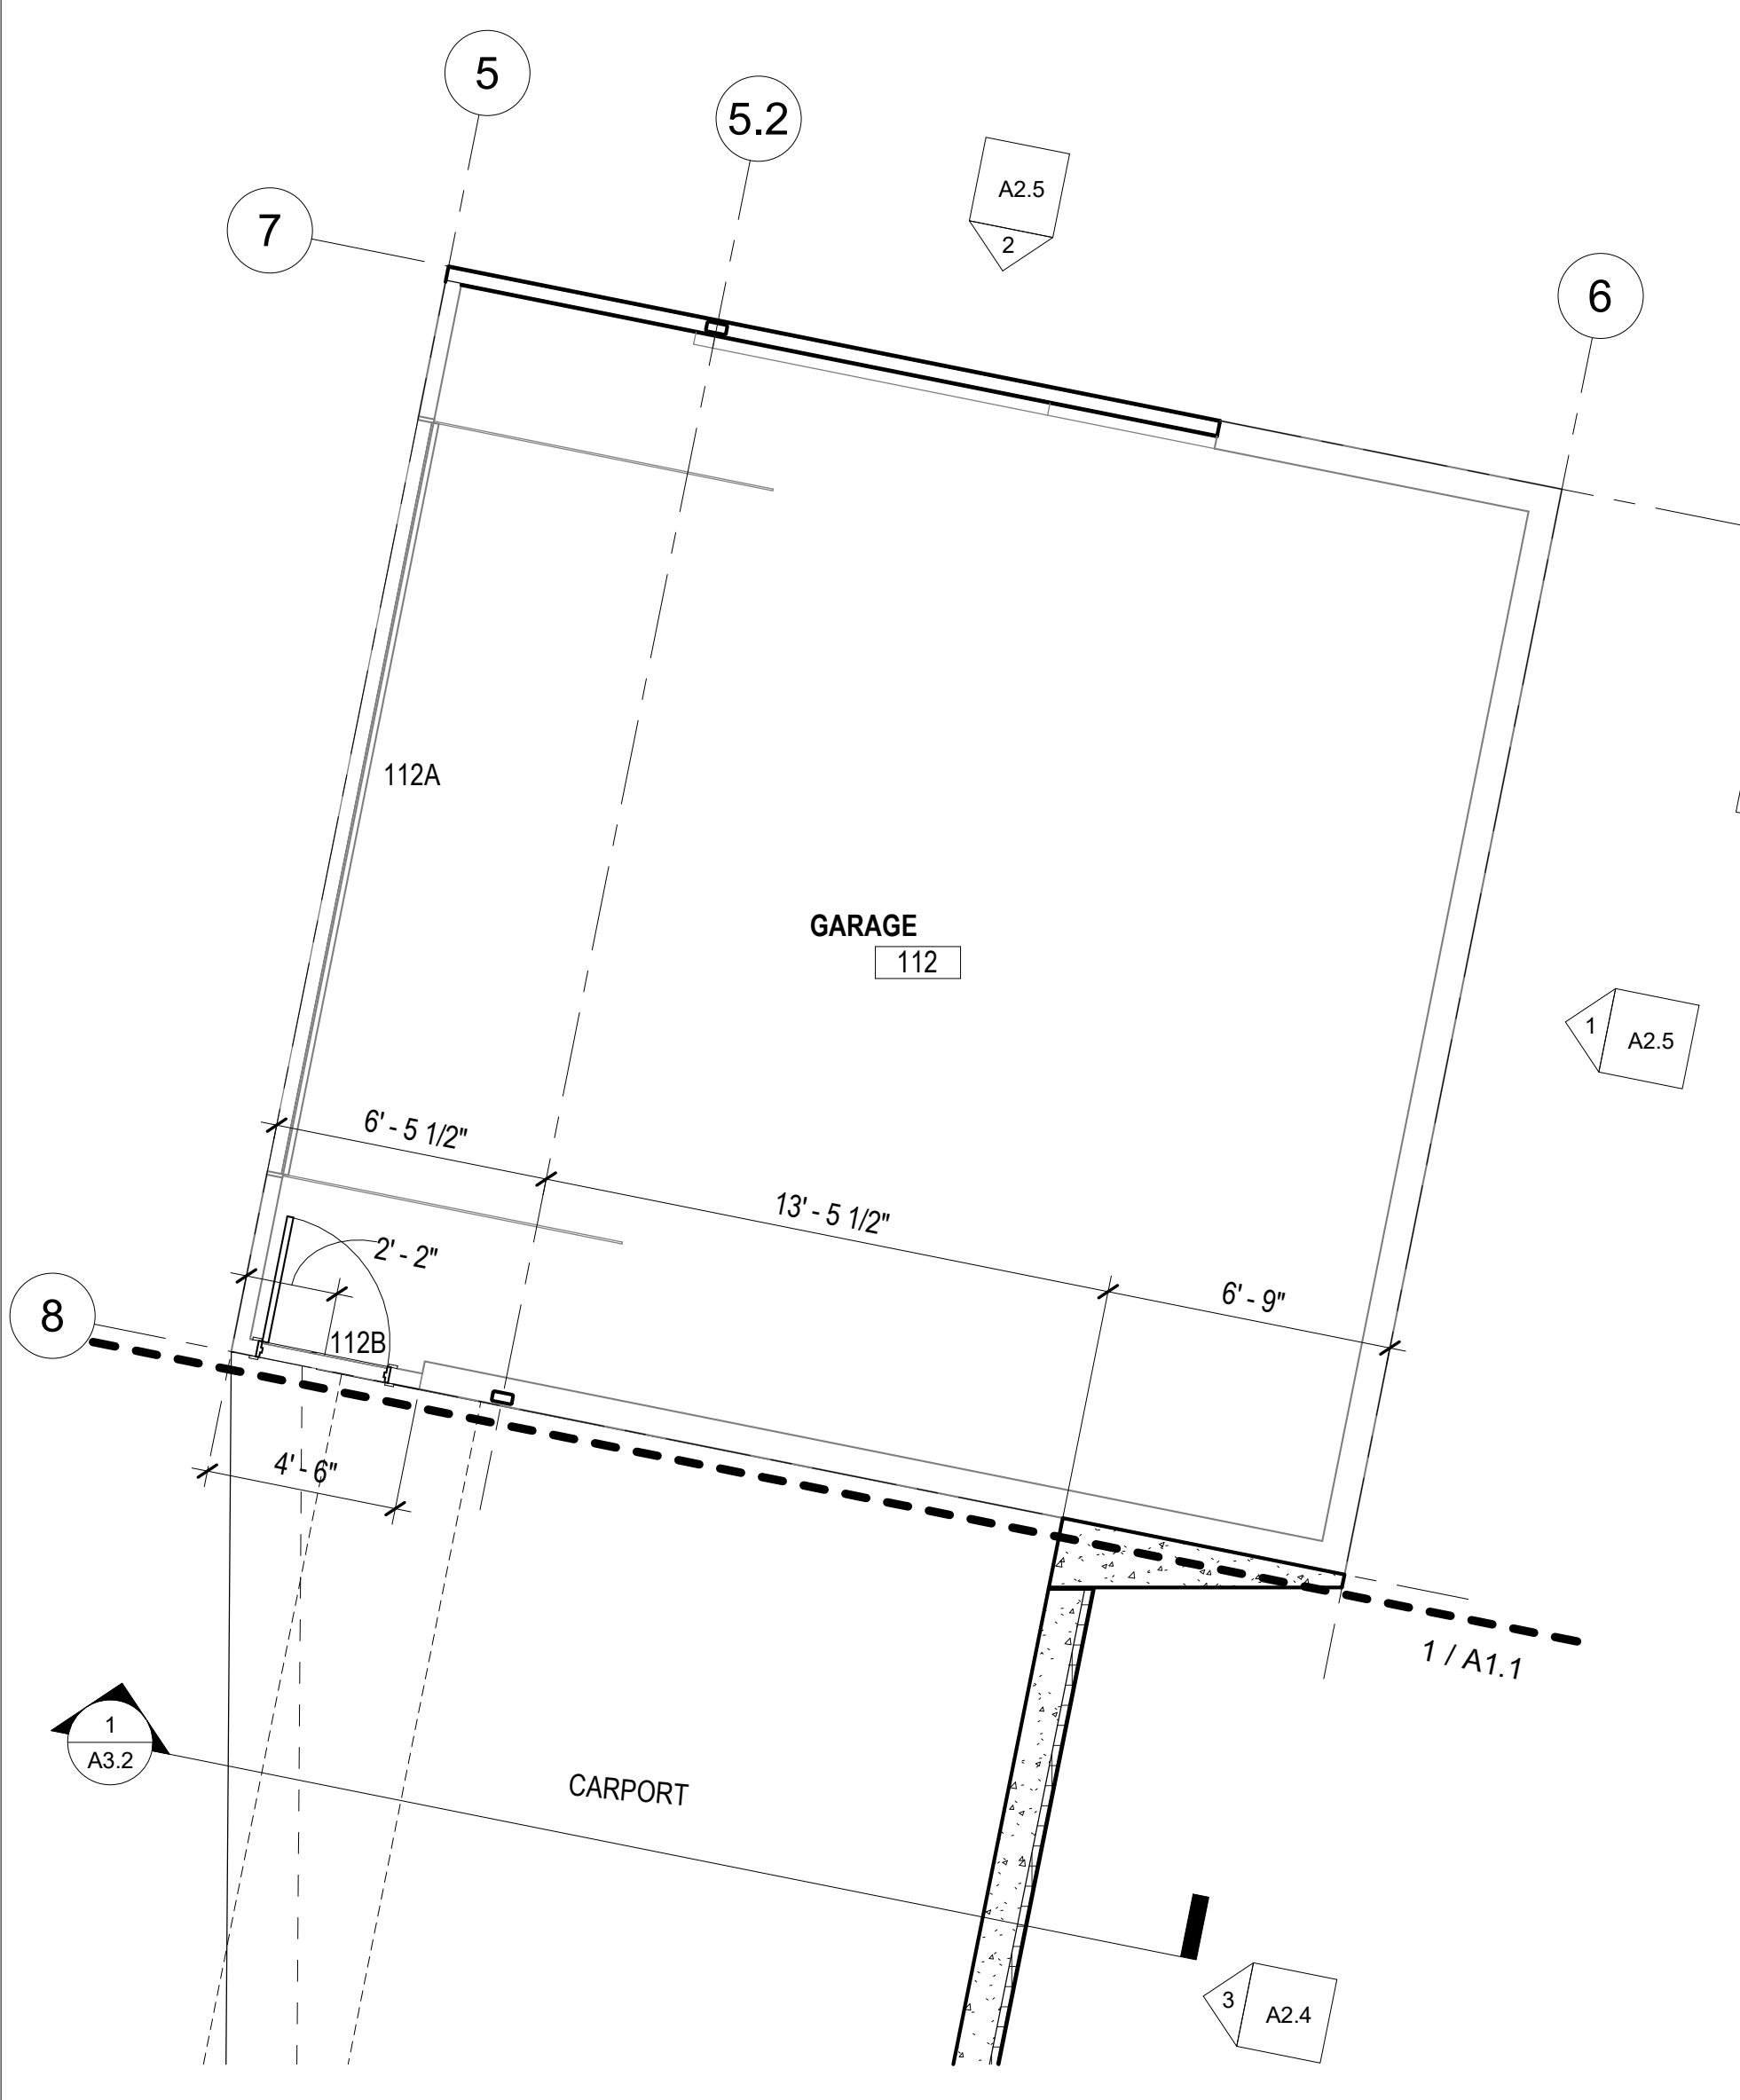 5
5.2
A2.5
2
7
6
112A
GARAGE
112
1
A2.5
6' - 5 1/2"
13' - 5 1/2"
2' - 2"
6' - 9"
8
112B
4' - 6"
1 / A1.1
1
A3.2
CARPORT
3
A2.4